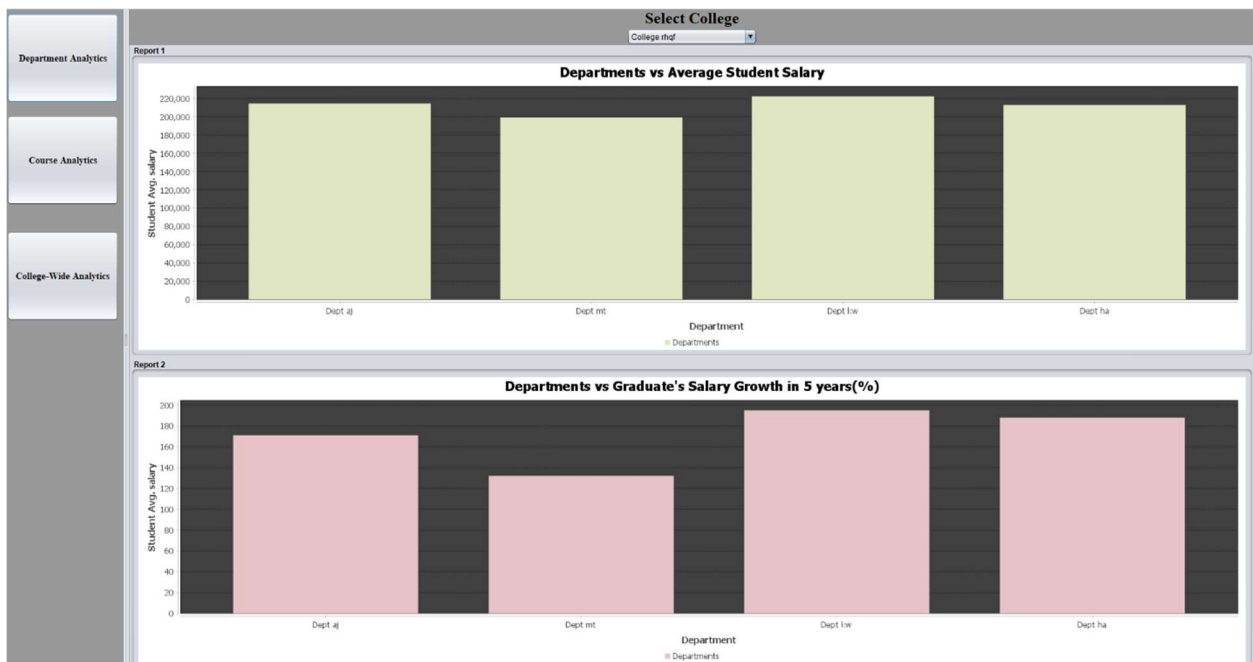 Select College
College rhqf
Department Analytics
Course Analytics
College-Wide Analytics
Report 1
Departments vs Average Student Salary
Student Avg. salary
220,000
200,000
180,000
160,000
140,000
120,000
100,000
80,000
60,000
40,000
20,000
0
Dept aj
Dept mt
Dept ha
Department
Departments
Report 2
Departments vs Graduate's Salary Growth in 5 years(%)
Student Avg. salary
200
180
160
140
120
100
80
60
40
20
0
Dept aj
Dept mt
Dept ha
Department
Departments